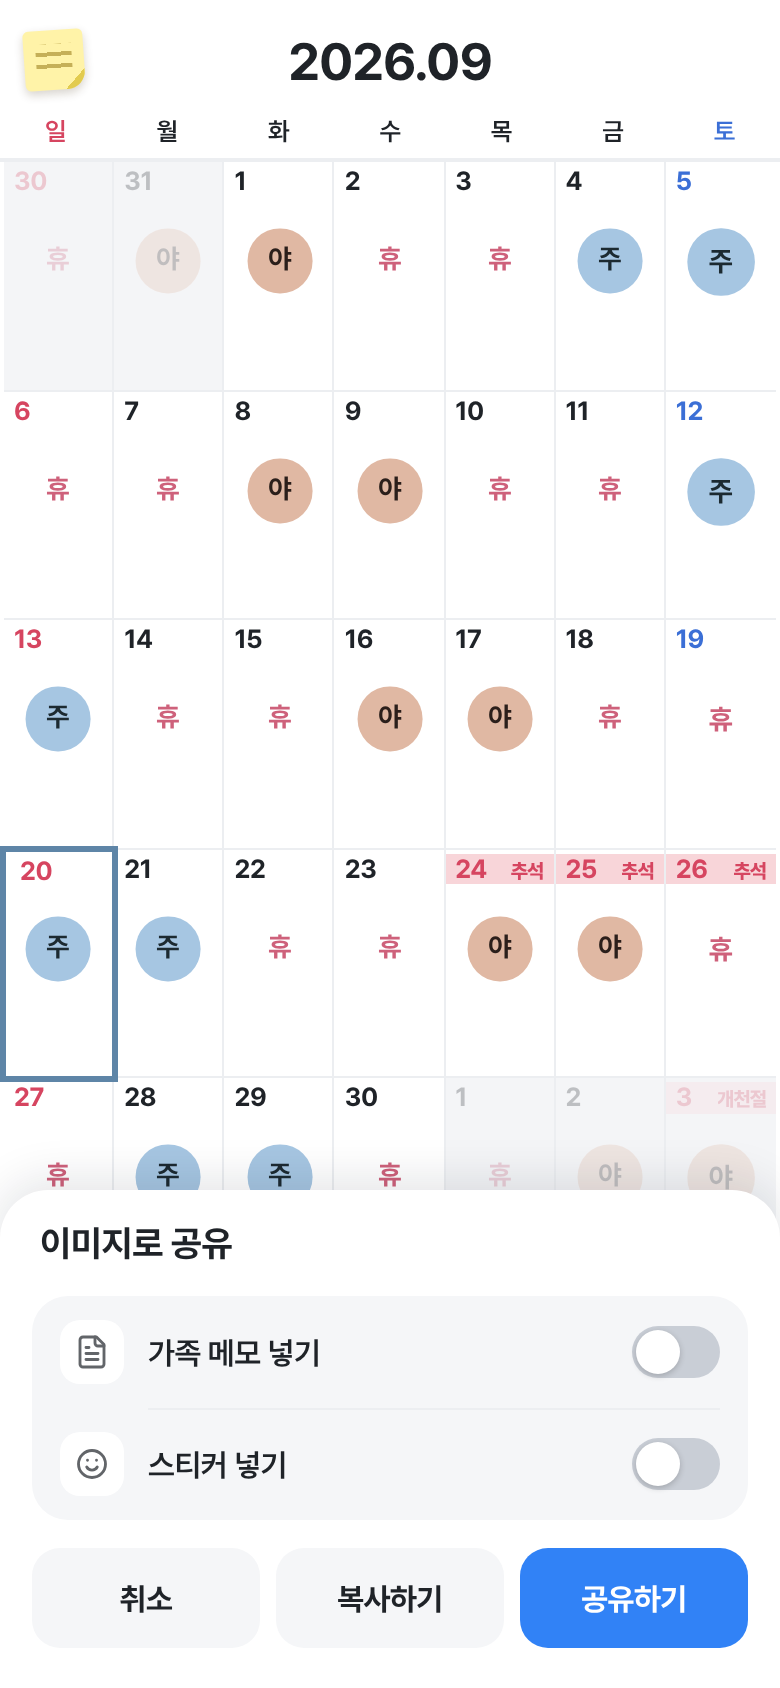 2026.09
일 월 화 수 목 금 토
30 31 1 2 3 4 5
휴 야 야 휴 휴 주 주
6 7 8 9 10 11 12
휴 휴 야 야 휴 휴 주
13 14 15 16 17 18 19
주 휴 휴 야 야 휴 휴
20 21 22 23 24 추석 25 추석 26 추석
주 주 휴 휴 야 야 휴
27 28 29 30 1 2 3 개천절
휴 주 주 휴 휴 야 야
이미지로 공유
가족 메모 넣기
스티커 넣기
취소 복사하기 공유하기